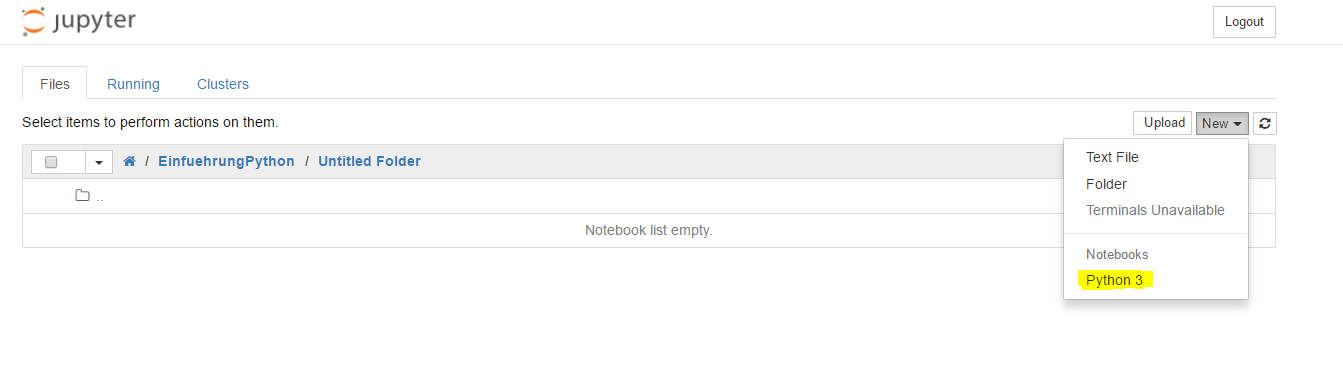 jupyter
Logout
Files Running Clusters
Select items to perform actions on them.
Upload New
/ EinfuehrungPython / Untitled Folder
..
Notebook list empty.
Text File
Folder
Terminals Unavailable
Notebooks
Python 3